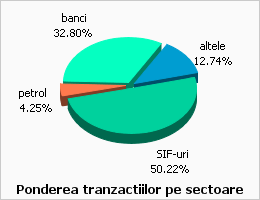 banci
32.80%
altele
12.74%
petrol
4.25%
SIF-uri
50.22%
Ponderea tranzactiilor pe sectoare